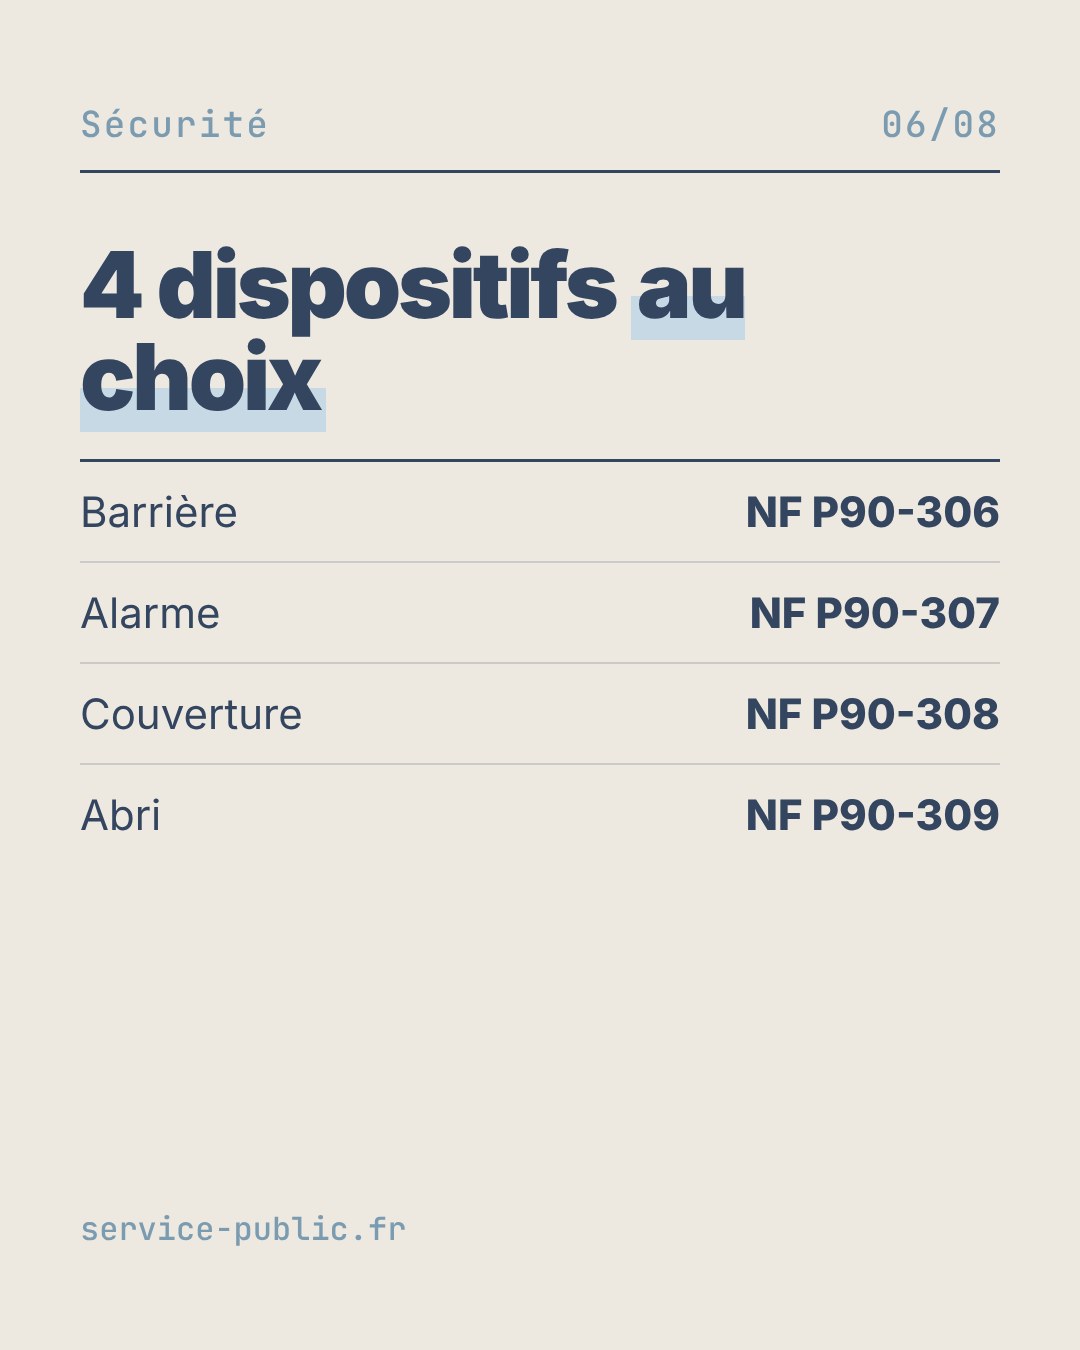 Sécurité 06/08
4 dispositifs au
choix
Barrière NF P90-306
Alarme NF P90-307
Couverture NF P90-308
Abri NF P90-309
service-public.fr